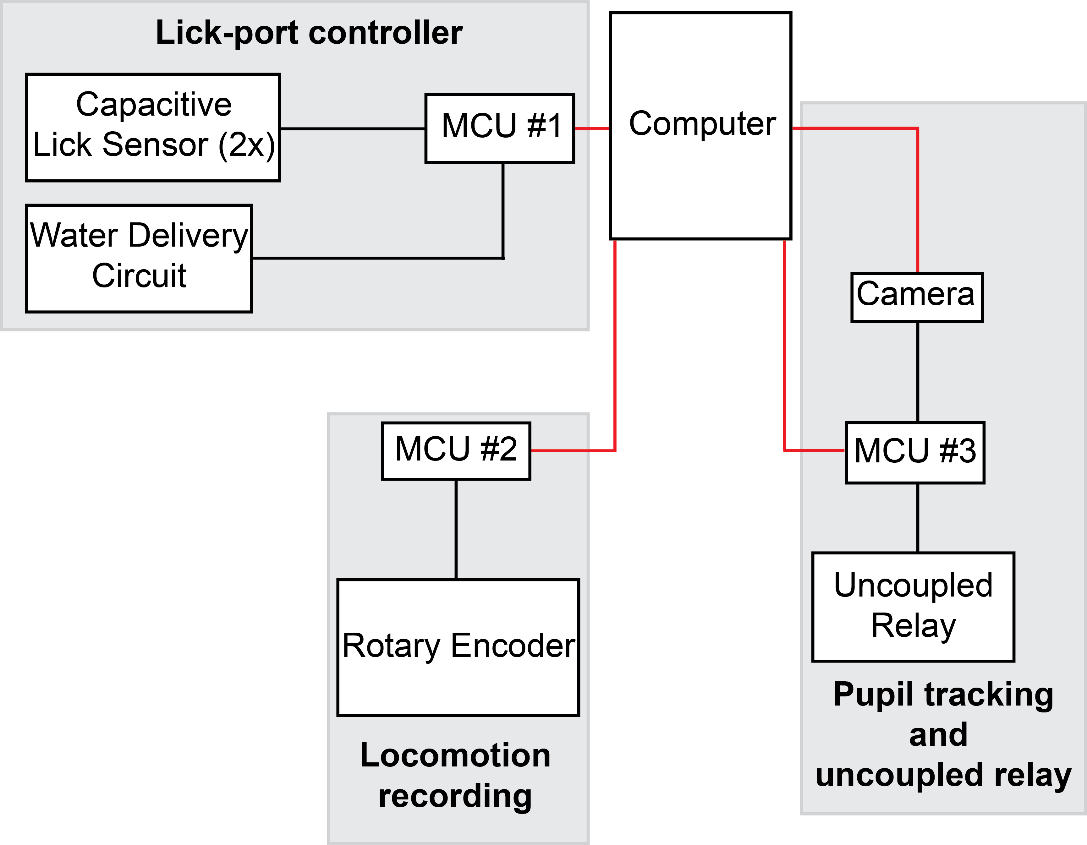 Lick-port controller
Capacitive
Lick Sensor (2x)
MCU #1
Water Delivery
Circuit
Computer
Camera
MCU #3
Uncoupled
Relay
Pupil tracking
and
uncoupled relay
MCU #2
Rotary Encoder
Locomotion
recording